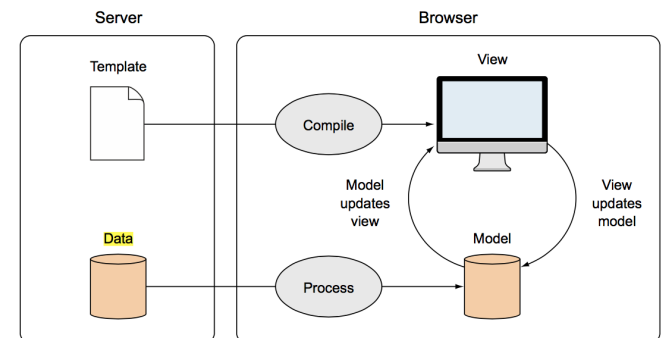 Server
Browser
Template
View
Compile
Model
updates
view
View
updates
model
Data
Model
Process